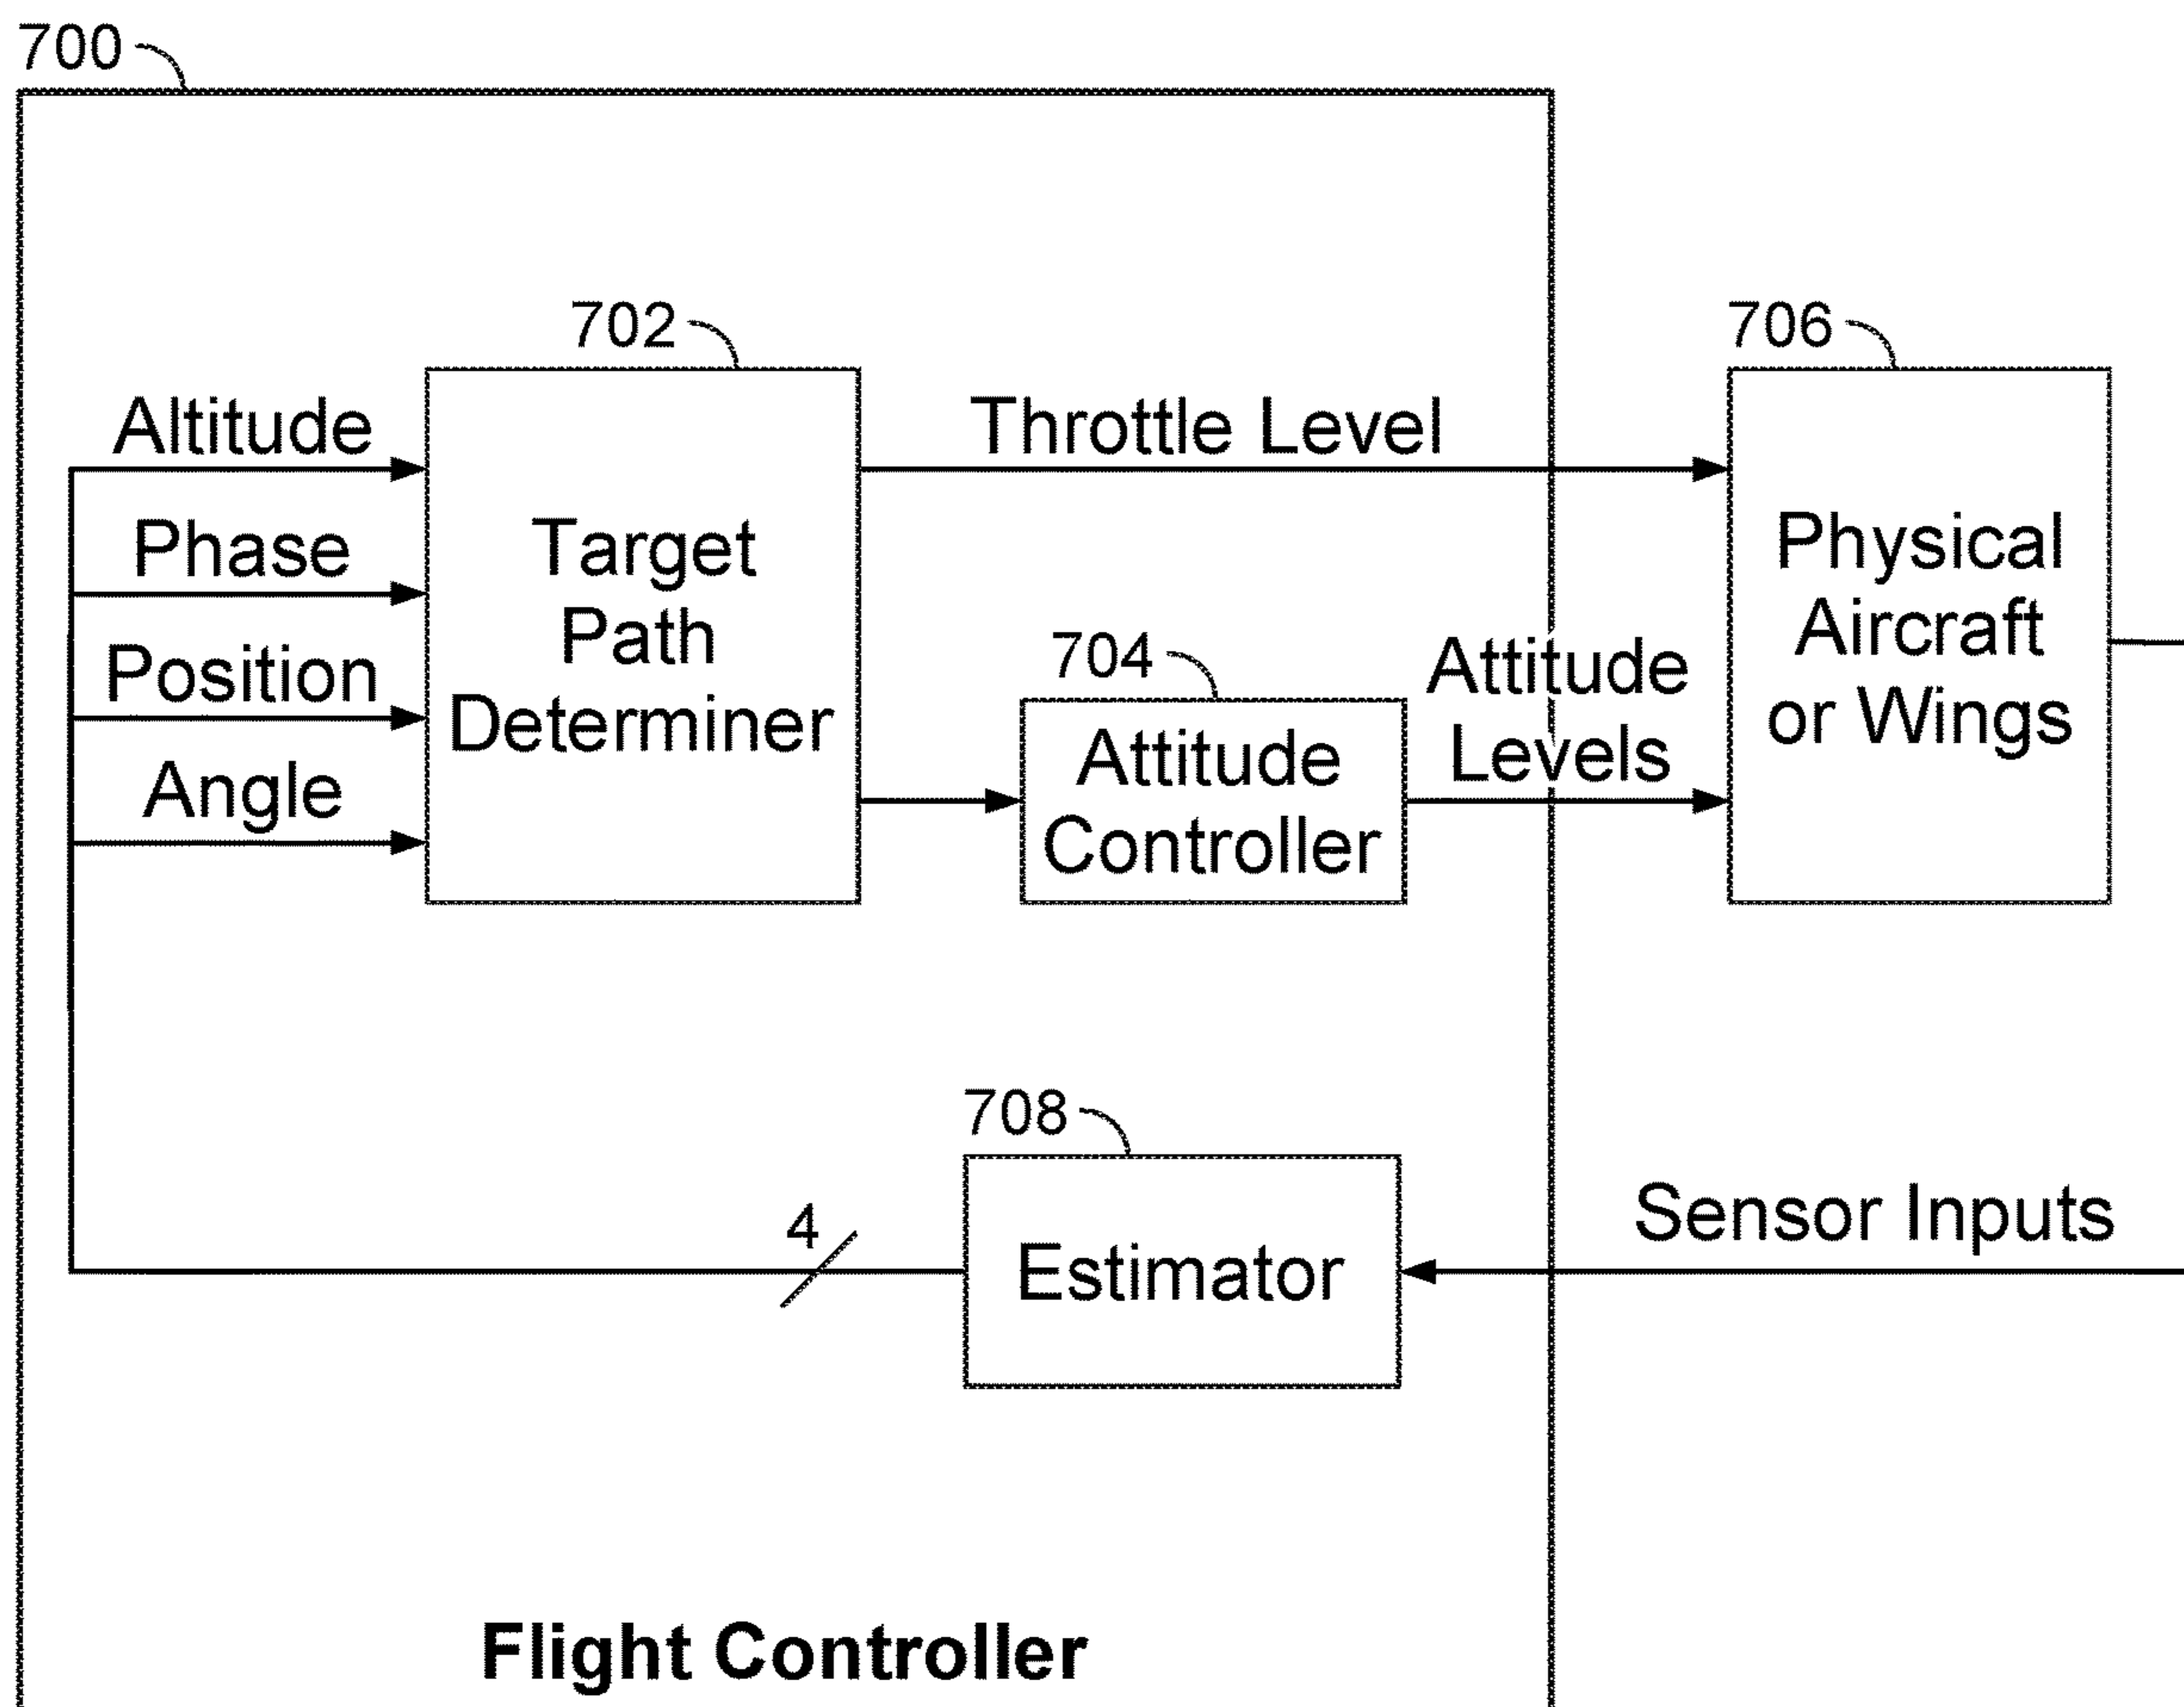 700
702
706
Altitude
Throttle Level
Phase
Target
Path
Determiner
Physical
Aircraft
or Wings
Position
704
Attitude
Levels
Angle
Attitude
Controller
708
4
Estimator
Sensor Inputs
Flight Controller